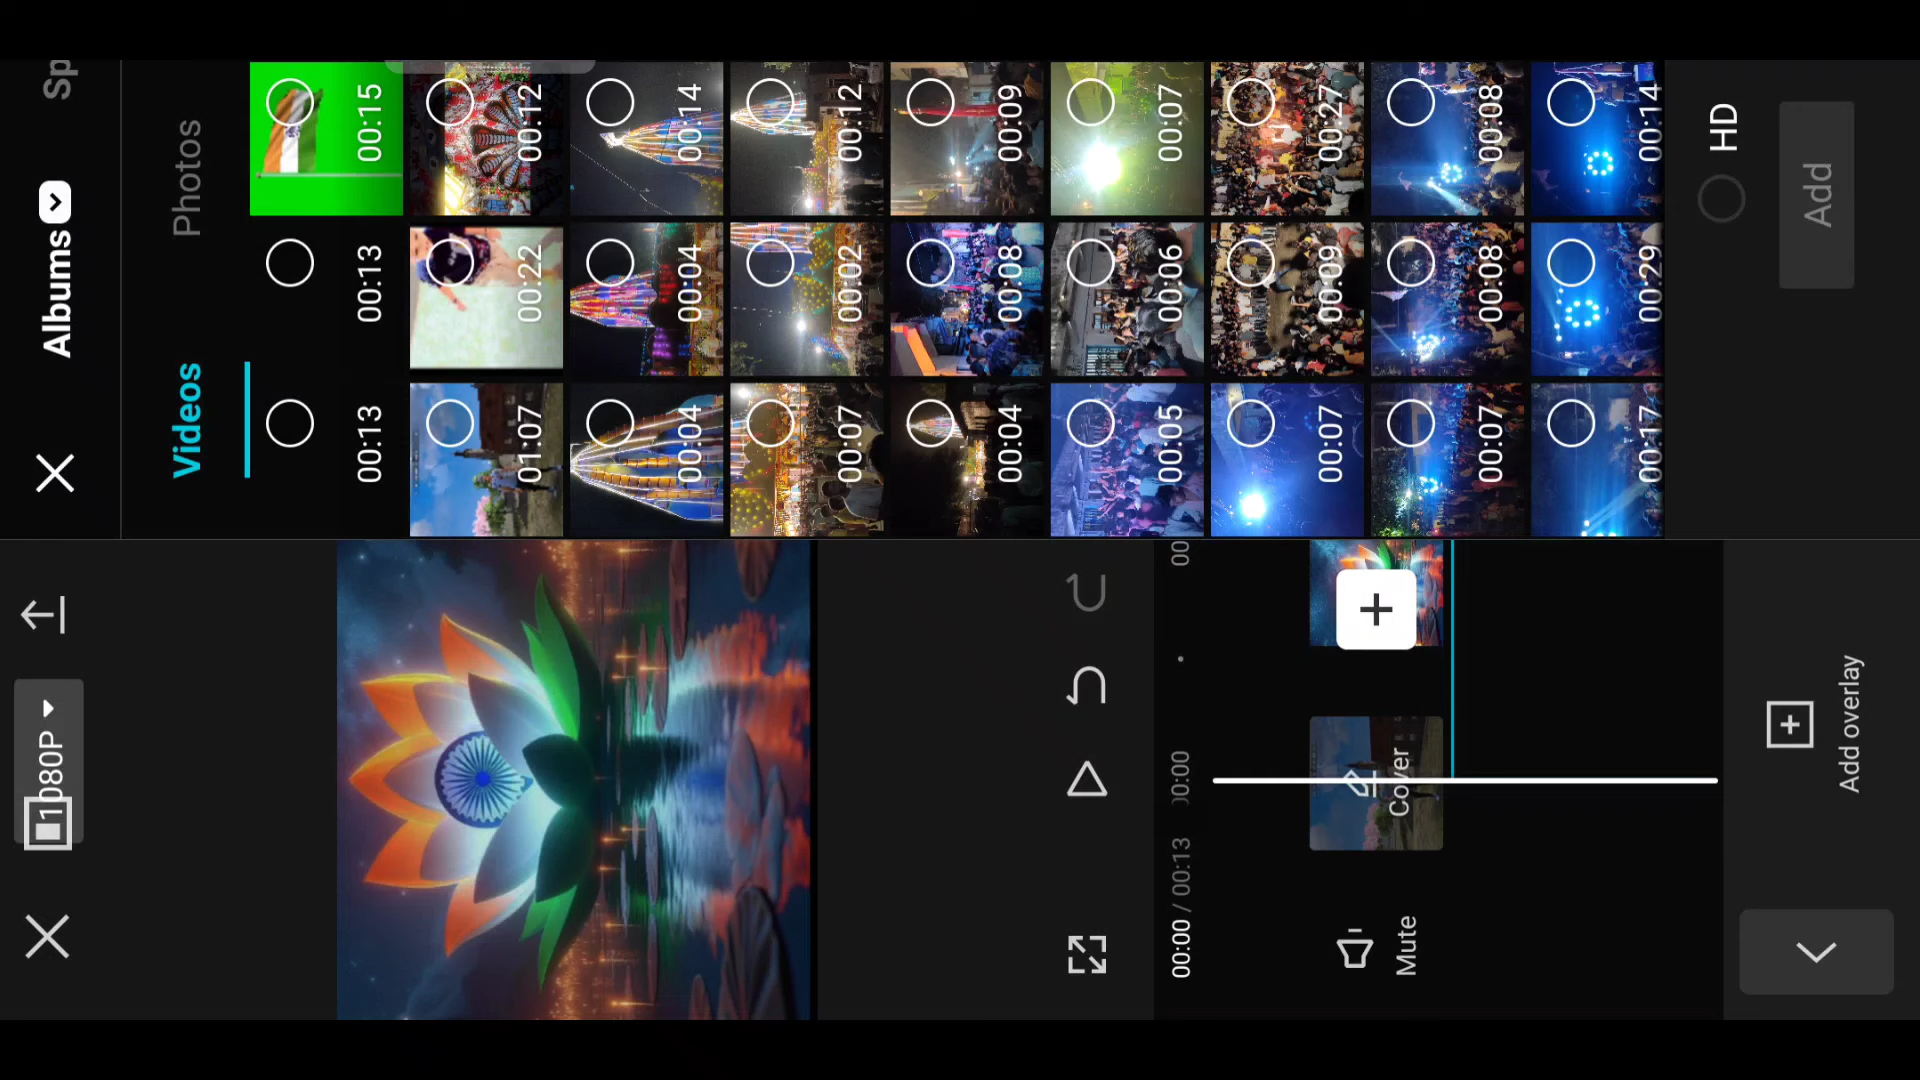 1080P
00:00 / 00:13 00:00 00
Mute Cover
Add overlay
Albums Sp
Videos Photos
00:13 00:13 00:15
01:07 00:22 00:12
00:04 00:04 00:14
00:07 00:02 00:12
00:04 00:08 00:09
00:05 00:06 00:07
00:07 00:09 00:27
00:07 00:08 00:08
00:17 00:29 00:14
HD
Add